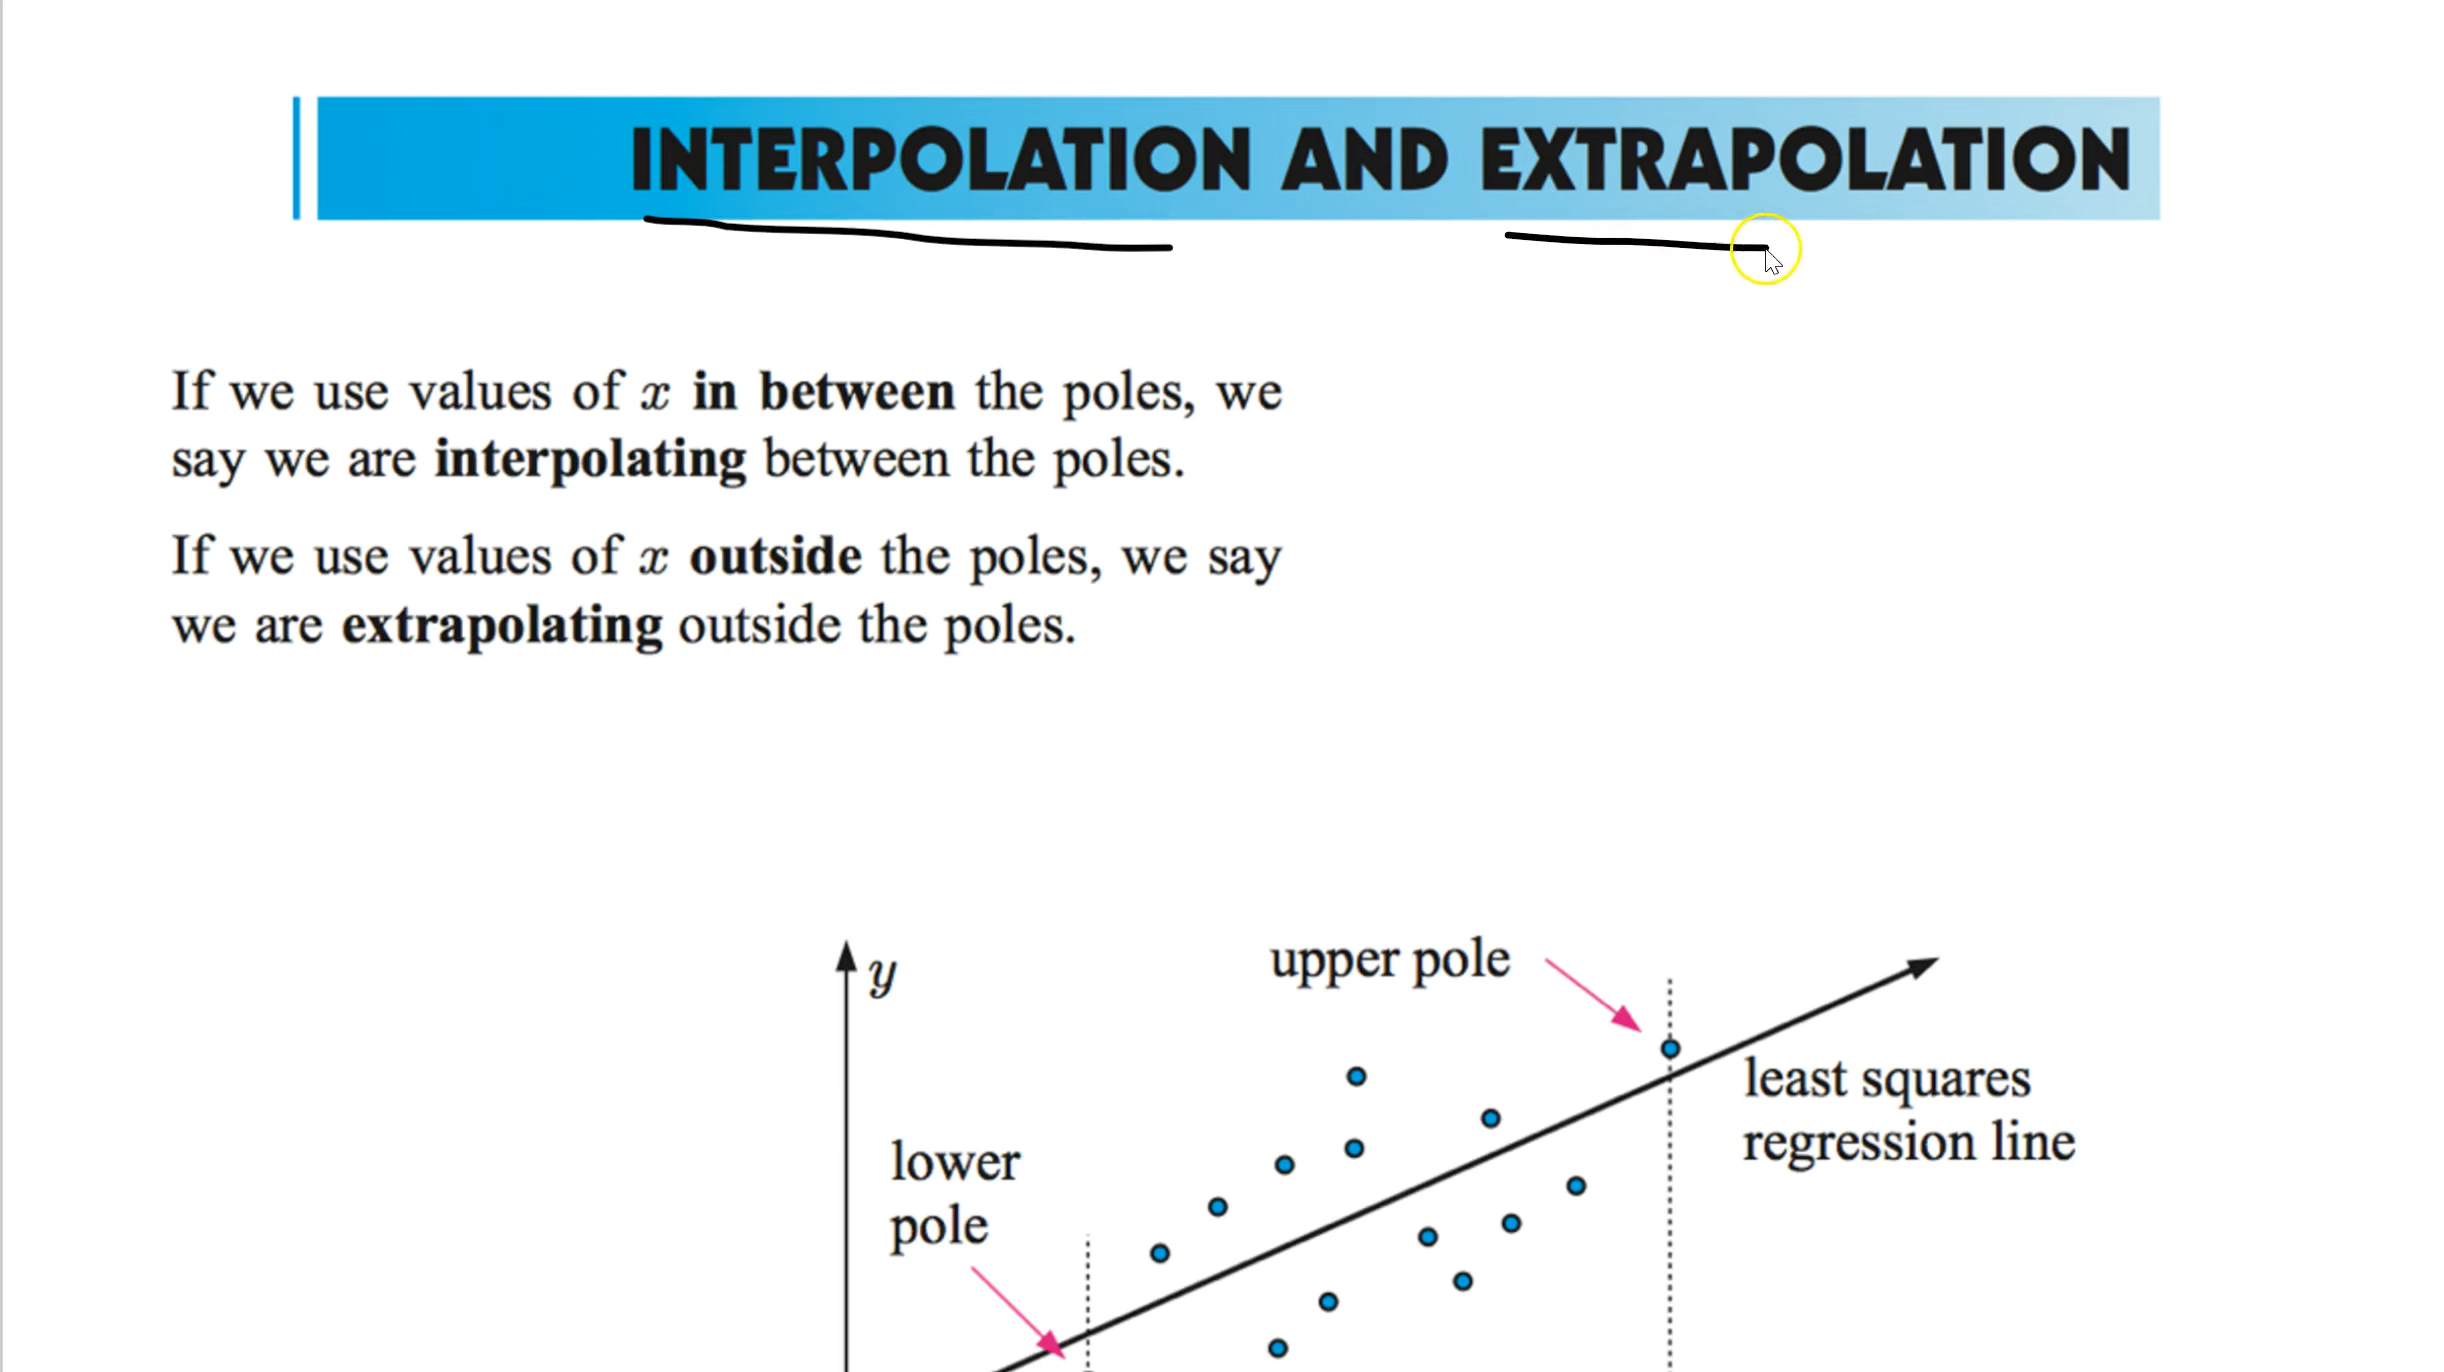 INTERPOLATION AND EXTRAPOLATION
If we use values of x in between the poles, we
say we are interpolating between the poles.
If we use values of x outside the poles, we say
we are extrapolating outside the poles.
y
upper pole
least squares
regression line
lower
pole